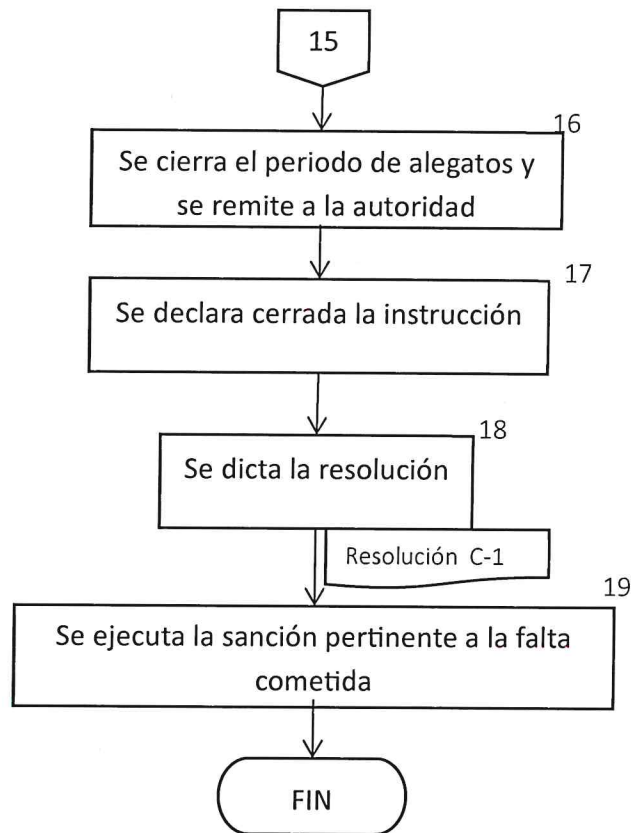 15
16
Se cierra el periodo de alegatos y
se remite a la autoridad
17
Se declara cerrada la instrucción
18
Se dicta la resolución
Resolución C-1
19
Se ejecuta la sanción pertinente a la falta
cometida
FIN